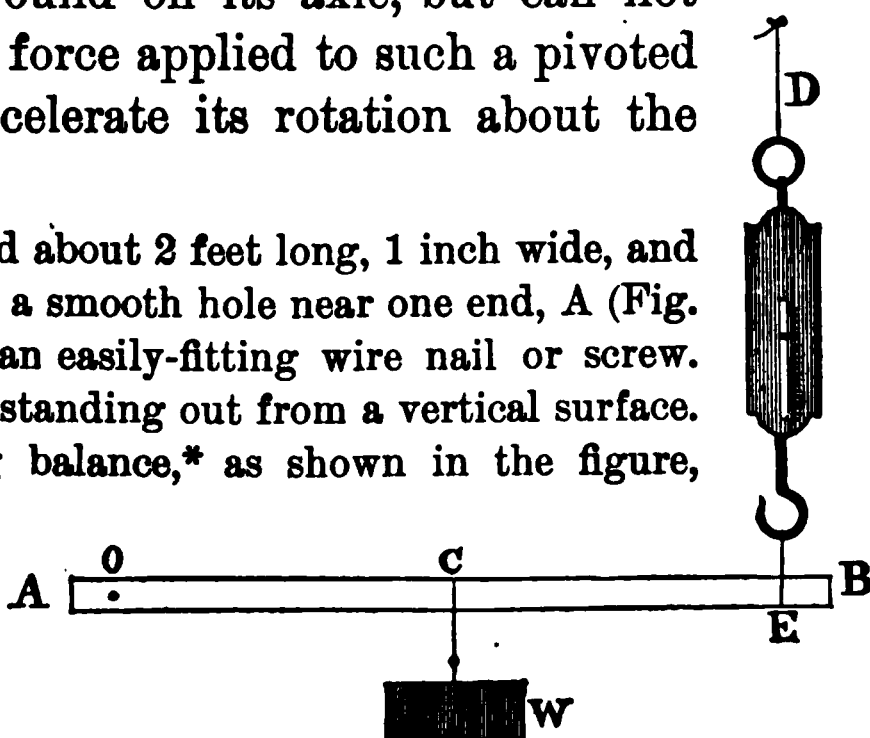 force applied to such a pivoted
celerate its rotation about the
D
about 2 feet long, 1 inch wide, and
a smooth hole near one end, A (Fig.
an easily-fitting wire nail or screw.
standing out from a vertical surface.
balance,* as shown in the figure,
O
C
A
B
E
W